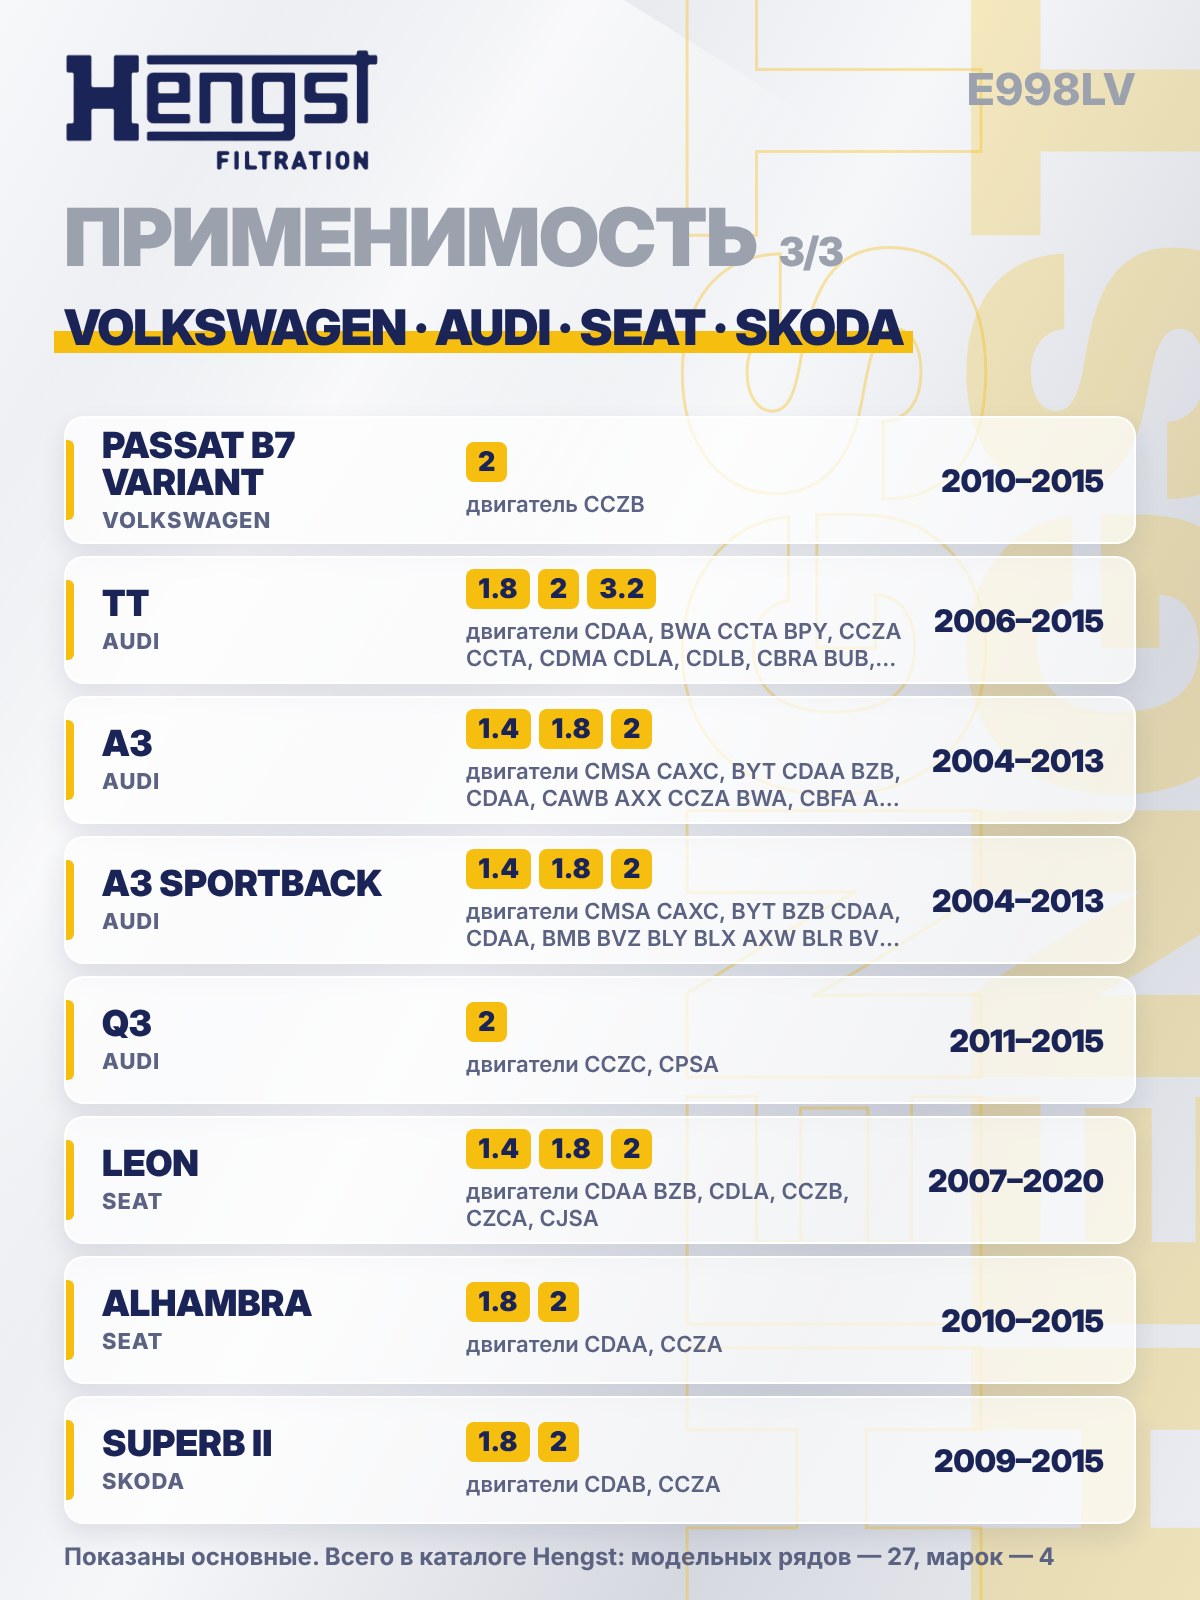 Hengst
FILTRATION
E998LV
ПРИМЕНИМОСТЬ 3/3
VOLKSWAGEN · AUDI · SEAT · SKODA
PASSAT B7
VARIANT
VOLKSWAGEN
2
двигатель CCZB
2010–2015
TT
AUDI
1.8 2 3.2
двигатели CDAA, BWA CCTA BPY, CCZA
CCTA, CDMA CDLA, CDLB, CBRA BUB,...
2006–2015
A3
AUDI
1.4 1.8 2
двигатели CMSA CAXC, BYT CDAA BZB,
CDAA, CAWB AXX CCZA BWA, CBFA A...
2004–2013
A3 SPORTBACK
AUDI
1.4 1.8 2
двигатели CMSA CAXC, BYT BZB CDAA,
CDAA, BMB BVZ BLY BLX AXW BLR BV...
2004–2013
Q3
AUDI
2
двигатели CCZC, CPSA
2011–2015
LEON
SEAT
1.4 1.8 2
двигатели CDAA BZB, CDLA, CCZB,
CZCA, CJSA
2007–2020
ALHAMBRA
SEAT
1.8 2
двигатели CDAA, CCZA
2010–2015
SUPERB II
SKODA
1.8 2
двигатели CDAB, CCZA
2009–2015
Показаны основные. Всего в каталоге Hengst: модельных рядов — 27, марок — 4
HENGST
HENGST